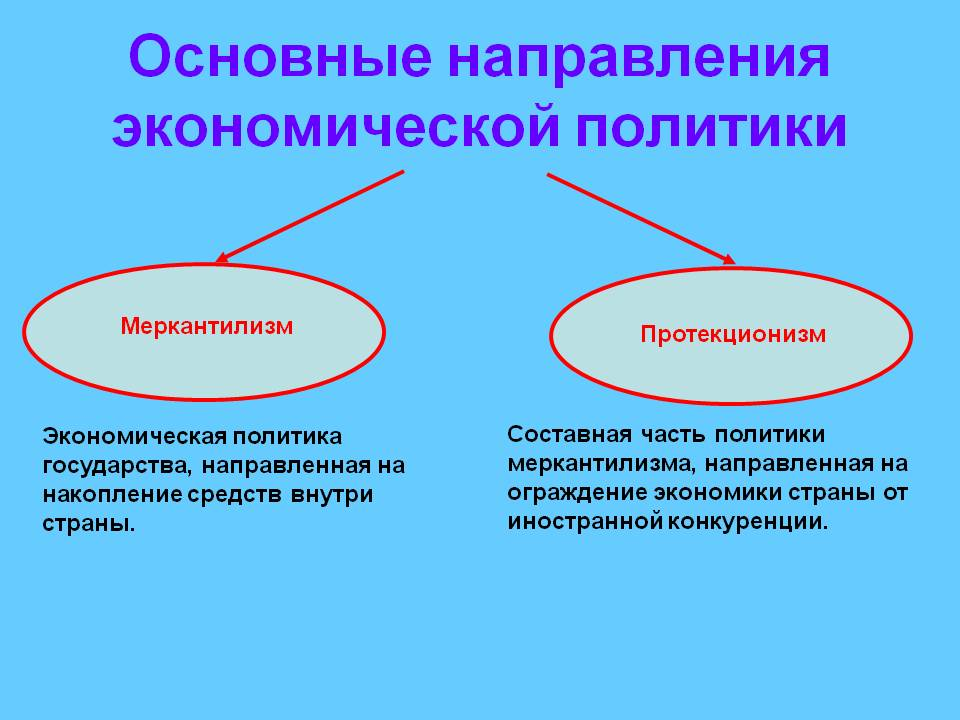 Основные направления
экономической политики
Меркантилизм
Протекционизм
Экономическая политика
государства, направленная на
накопление средств внутри
страны.
Составная часть политики
меркантилизма, направленная на
ограждение экономики страны от
иностранной конкуренции.